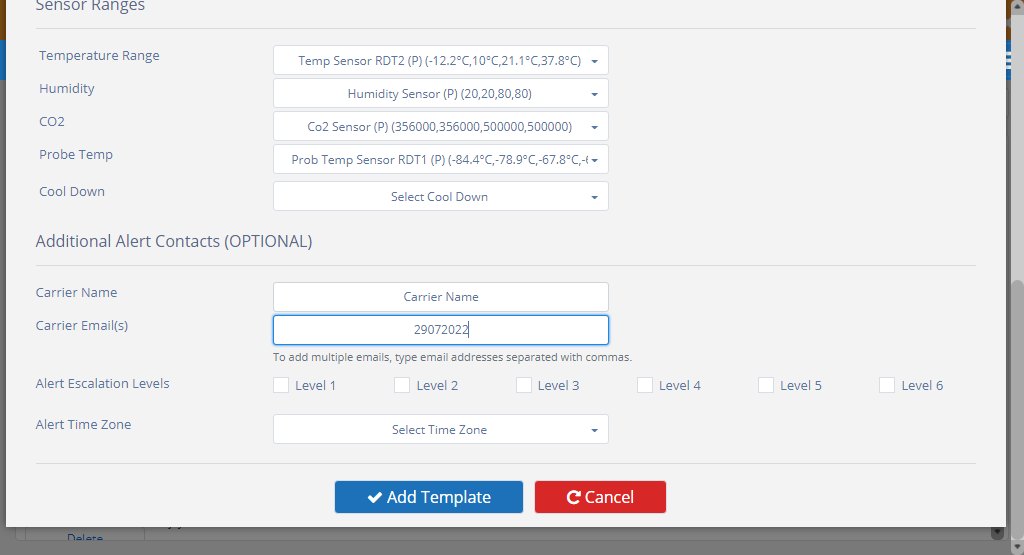 Sensor Ranges
Temperature Range
Temp Sensor RDT2 (P) (-12.2°C,10°C,21.1°C,37.8°C)
Humidity
Humidity Sensor (P) (20,20,80,80)
CO2
Co2 Sensor (P) (356000,356000,500000,500000)
Probe Temp
Prob Temp Sensor RDT1 (P) (-84.4°C,-78.9°C,-67.8°C,-
Cool Down
Select Cool Down
Additional Alert Contacts (OPTIONAL)
Carrier Name
Carrier Name
Carrier Email(s)
29072022
To add multiple emails, type email addresses separated with commas.
Alert Escalation Levels
Level 1
Level 2
Level 3
Level 4
Level 5
Level 6
Alert Time Zone
Select Time Zone
Add Template
Cancel
Delete